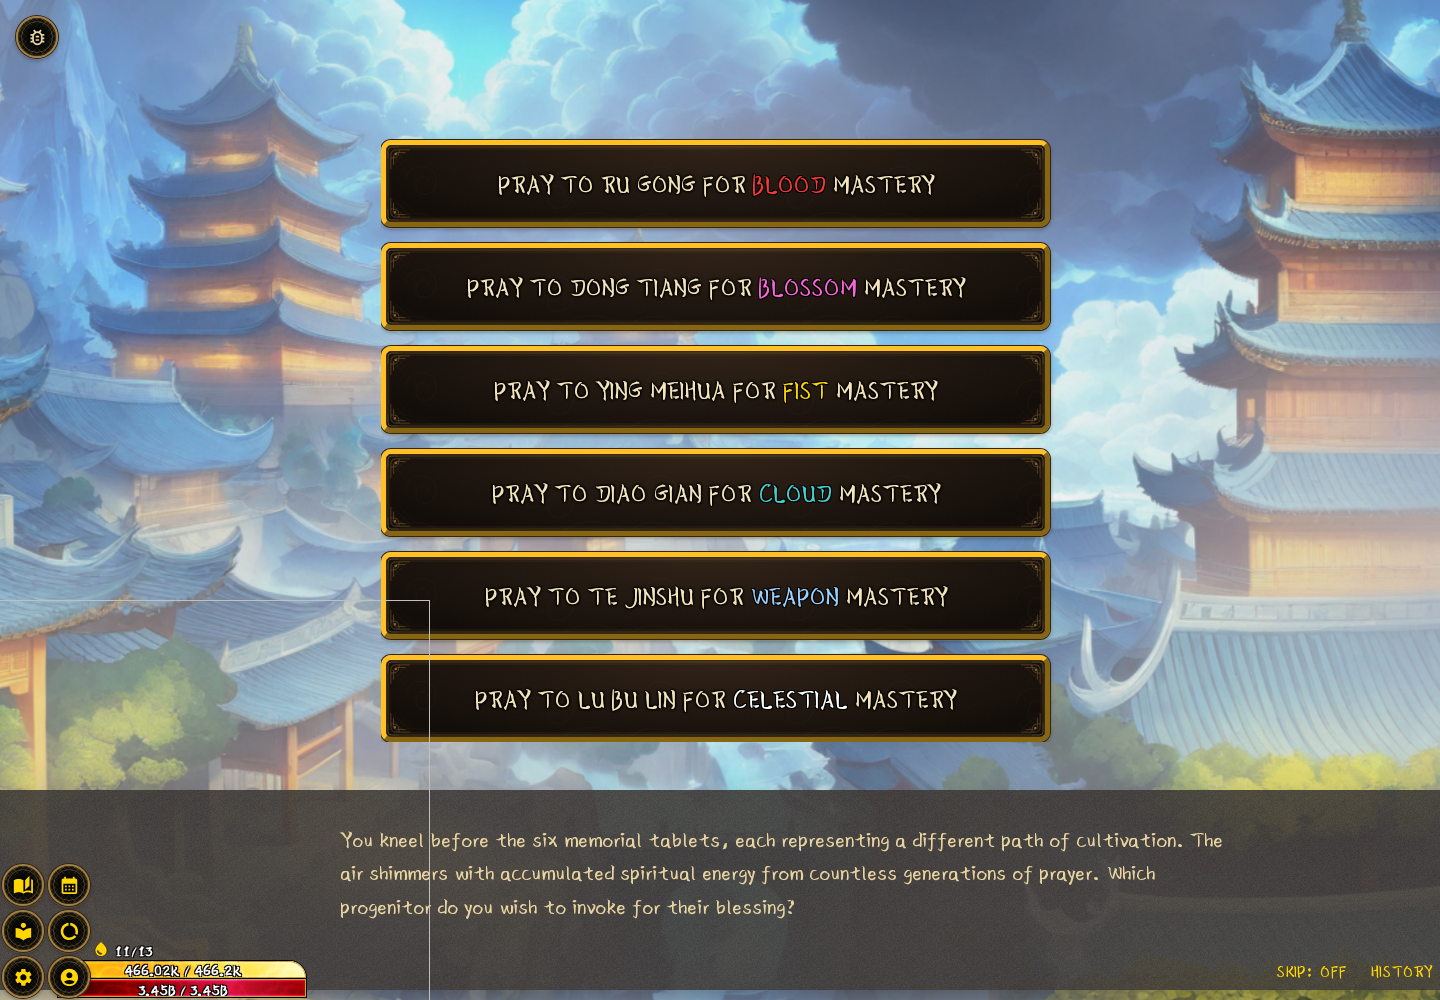 PRAY TO RU GONG FOR BLOOD MASTERY
PRAY TO DONG TIANG FOR BLOSSOM MASTERY
PRAY TO YING MEIHUA FOR FIST MASTERY
PRAY TO DIAO GIAN FOR CLOUD MASTERY
PRAY TO TE JINSHU FOR WEAPON MASTERY
PRAY TO LU BU LIN FOR CELESTIAL MASTERY
You kneel before the six memorial tablets, each representing a different path of cultivation. The
air shimmers with accumulated spiritual energy from countless generations of prayer. Which
progenitor do you wish to invoke for their blessing?
11/13
466.02K / 466.2K
3.45B / 3.45B
SKIP: OFF HISTORY